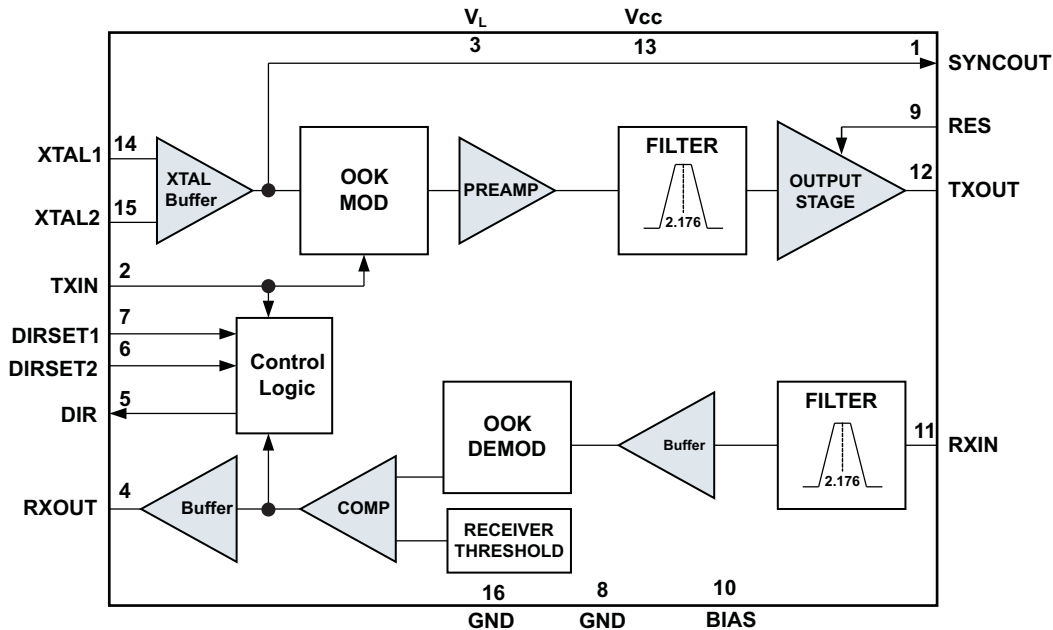 VL Vcc
3 13 1
SYNCOUT
9
RES
14
XTAL1
XTAL Buffer
OOK MOD
PREAMP
FILTER
2.176
OUTPUT STAGE
12
TXOUT
15
XTAL2
2
TXIN
7
DIRSET1
6
DIRSET2
5
DIR
Control Logic
OOK DEMOD
Buffer
FILTER
2.176
11
RXIN
4
RXOUT
Buffer
COMP
RECEIVER THRESHOLD
16 8 10
GND GND BIAS